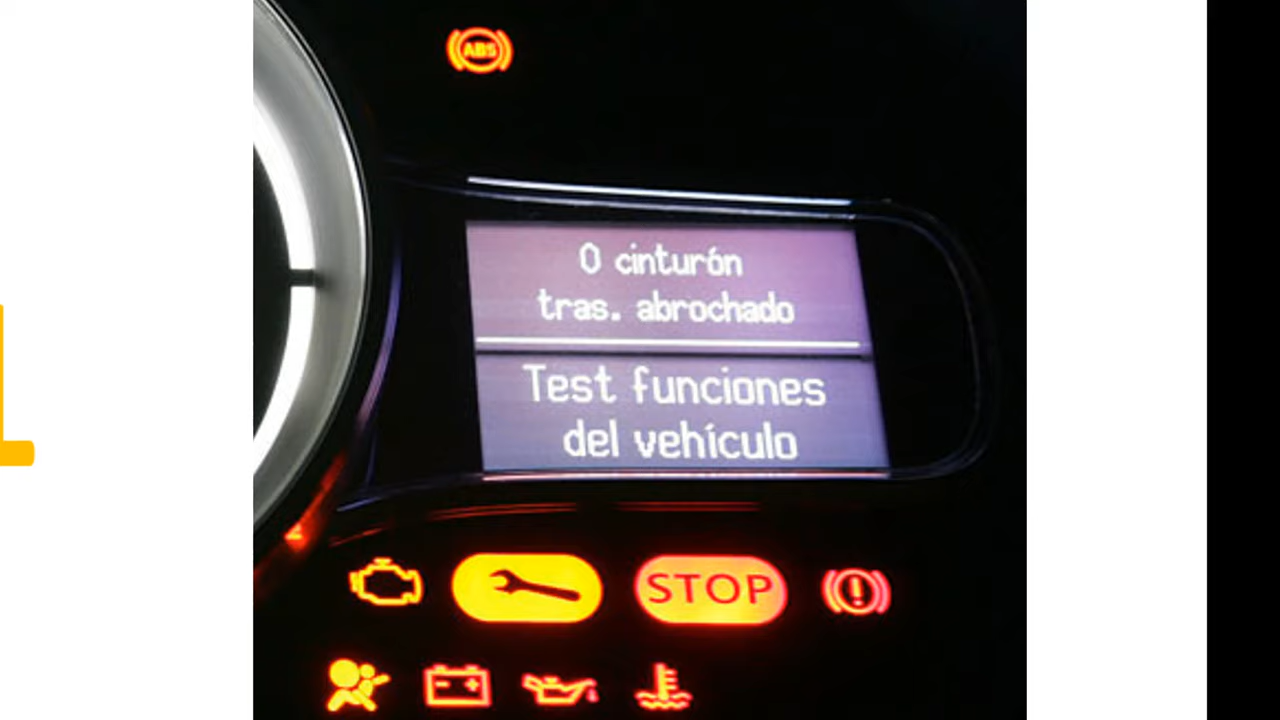 ABS
0 cinturón
tras. abrochado
Test funciones
del vehículo
STOP